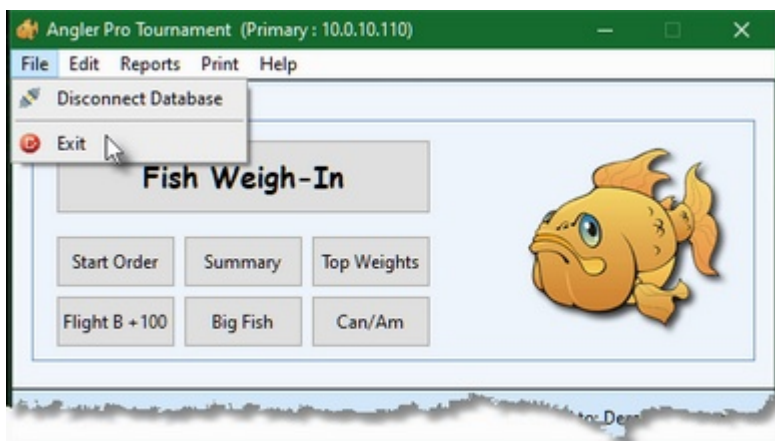 Angler Pro Tournament (Primary : 10.0.10.110)
File Edit Reports Print Help
Disconnect Database
Exit
Fish Weigh-In
Start Order Summary Top Weights
Flight B +100 Big Fish Can/Am
to: